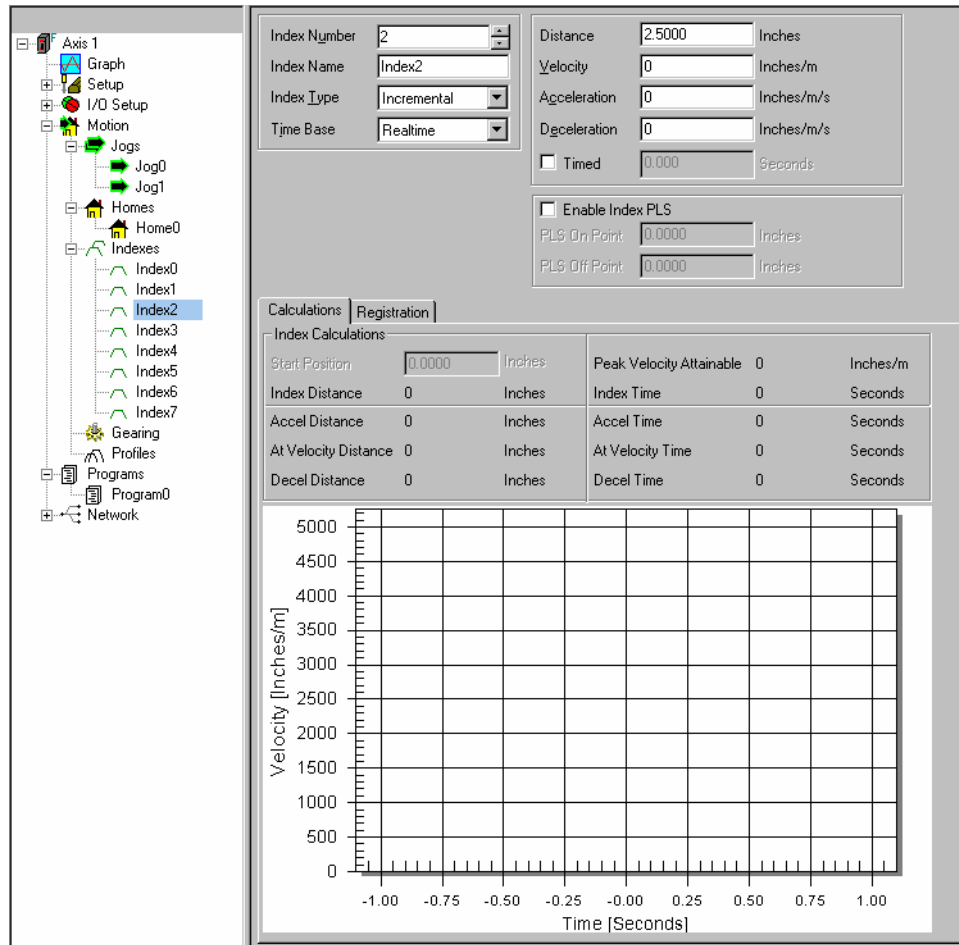 Axis 1
Graph
Setup
I/O Setup
Motion
Jogs
Jog0
Jog1
Homes
Home0
Indexes
Index0
Index1
Index2
Index3
Index4
Index5
Index6
Index7
Gearing
Profiles
Programs
Program0
Network
Index Number 2
Index Name Index2
Index Type Incremental
Time Base Realtime
Distance 2.5000 Inches
Velocity 0 Inches/m
Acceleration 0 Inches/m/s
Deceleration 0 Inches/m/s
Timed 0.000 Seconds
Enable Index PLS
PLS On Point 0.0000 Inches
PLS Off Point 0.0000 Inches
Calculations Registration
Index Calculations
Start Position 0.0000 Inches Peak Velocity Attainable 0 Inches/m
Index Distance 0 Inches Index Time 0 Seconds
Accel Distance 0 Inches Accel Time 0 Seconds
At Velocity Distance 0 Inches At Velocity Time 0 Seconds
Decel Distance 0 Inches Decel Time 0 Seconds
Velocity [Inches/m]
5000
4500
4000
3500
3000
2500
2000
1500
1000
500
0
-1.00 -0.75 -0.50 -0.25 -0.00 0.25 0.50 0.75 1.00
Time [Seconds]